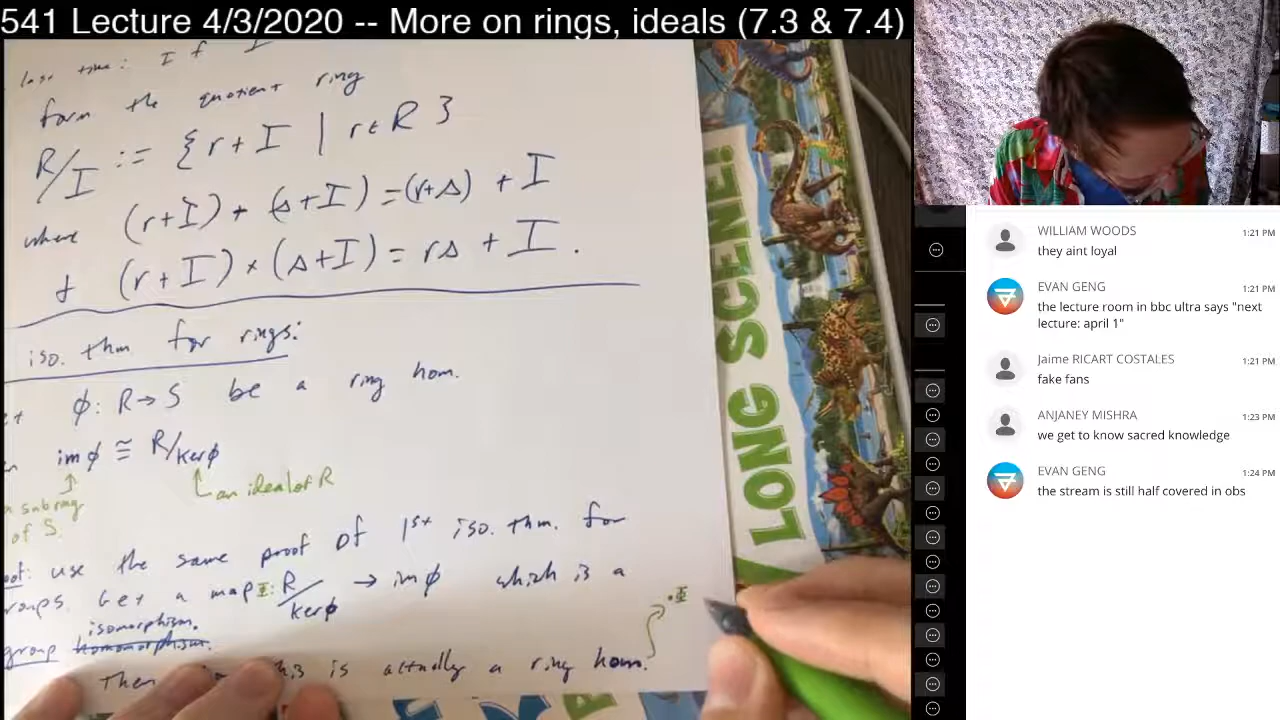 541 Lecture 4/3/2020 -- More on rings, ideals (7.3 & 7.4)
last time: I f I
form the quotient ring
R/I := { r + I | r ∈ R }
where (r+I) + (s+I) = (r+s) + I
& (r+I) × (s+I) = rs + I.
iso. thm for rings:
φ: R → S be a ring hom.
im φ ≅ R/ker φ
subring
of S.
an ideal of R
use the same proof of 1st iso. thm. for
Get a map Φ: R/ker φ → im φ which is a
isomorphism.
group homomorphism.
Then is actually a ring hom.
• Φ
LONG SCENE!
WILLIAM WOODS 1:21 PM
they aint loyal
EVAN GENG 1:21 PM
the lecture room in bbc ultra says "next
lecture: april 1"
Jaime RICART COSTALES 1:21 PM
fake fans
ANJANEY MISHRA 1:23 PM
we get to know sacred knowledge
EVAN GENG 1:24 PM
the stream is still half covered in obs